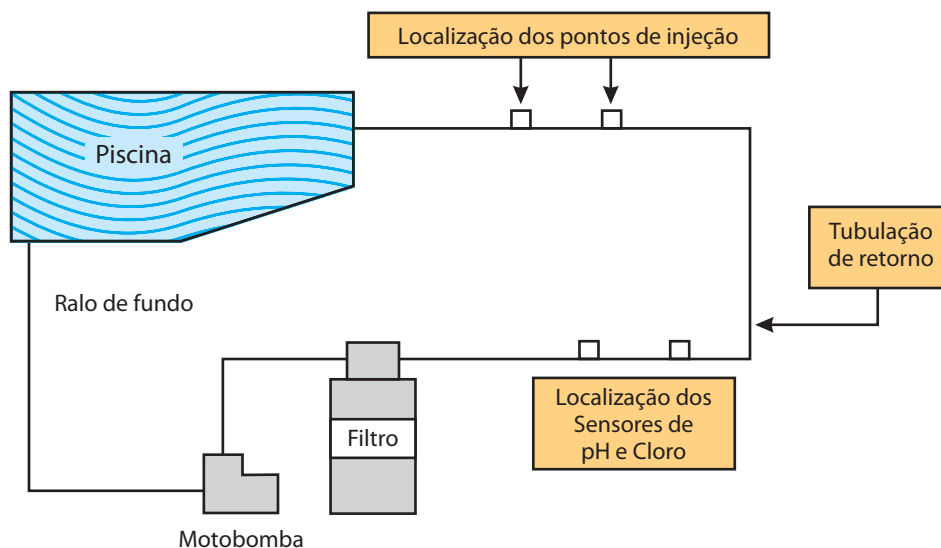 Localização dos pontos de injeção
Piscina
Tubulação
de retorno
Ralo de fundo
Localização dos
Sensores de
pH e Cloro
Filtro
Motobomba